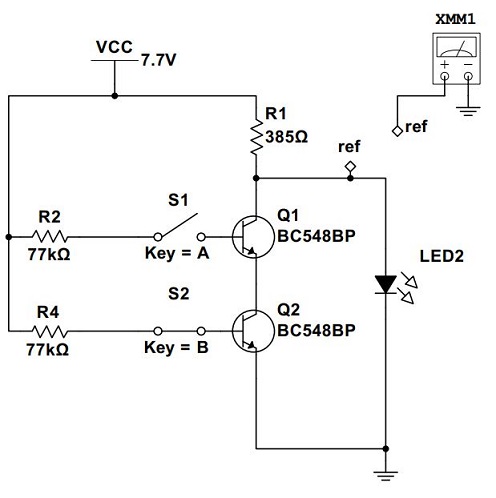 XMM1
VCC
7.7V
R1
385Ω
ref
ref
R2
77kΩ
S1
Key = A
Q1
BC548BP
LED2
R4
77kΩ
S2
Key = B
Q2
BC548BP